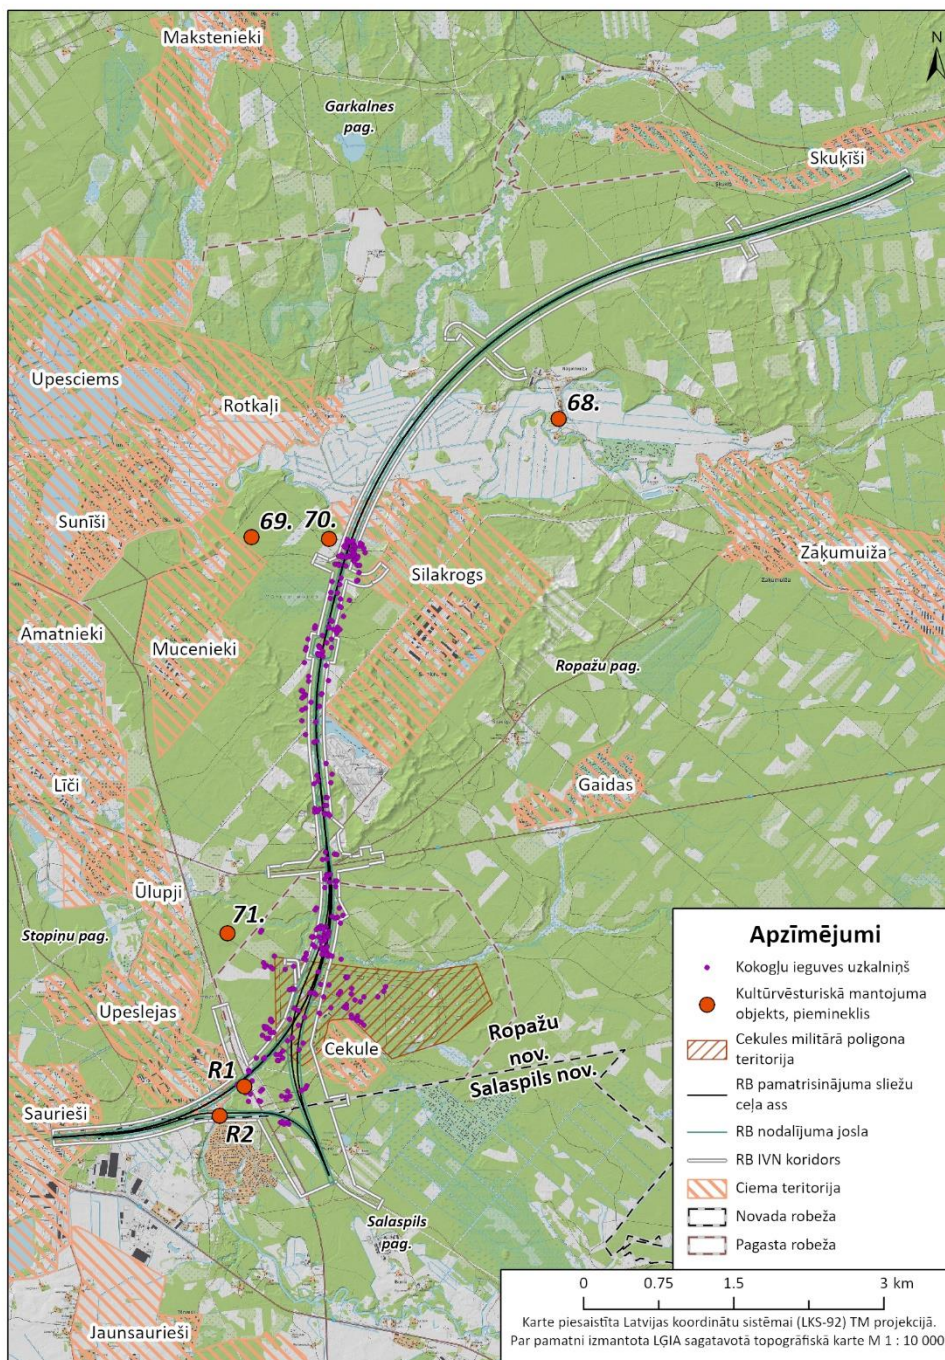 Makstenieki
N
Garkalnes
pag.
Skuķīši
Upesciems
Rotkaļi
68.
Sunīši
69.
70.
Silakrogs
Zaķumuiža
Amatnieki
Mucenieki
Ropažu pag.
Līči
Gaidas
Ūlupji
71.
Stopiņu pag.
Upeslejas
Cekule
Ropažu
nov.
Salaspils nov.
R1
R2
Saurieši
Salaspils
pag.
Jaunsaurieši
Apzīmējumi
Kokogļu ieguves uzkalniņš
Kultūrvēsturiskā mantojuma
objekts, piemineklis
Cekules militārā poligona
teritorija
RB pamatrisinājuma sliežu
ceļa ass
RB nodalījuma josla
RB IVN koridors
Ciema teritorija
Novada robeža
Pagasta robeža
0 0.75 1.5 3 km
Karte piesaistīta Latvijas koordinātu sistēmai (LKS-92) TM projekcijā.
Par pamatni izmantota LĢIA sagatavotā topogrāfiskā karte M 1 : 10 000